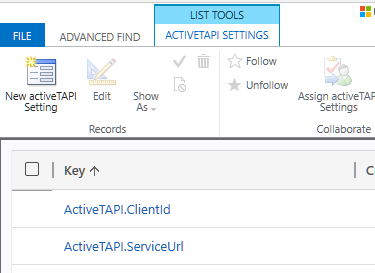 LIST TOOLS
FILE
ADVANCED FIND
ACTIVETAPI SETTINGS
New activeTAPI
Setting
Edit
Show
As
Follow
Unfollow
Assign activeTAPI
Settings
Records
Collaborate
Key
ActiveTAPI.ClientId
ActiveTAPI.ServiceUrl